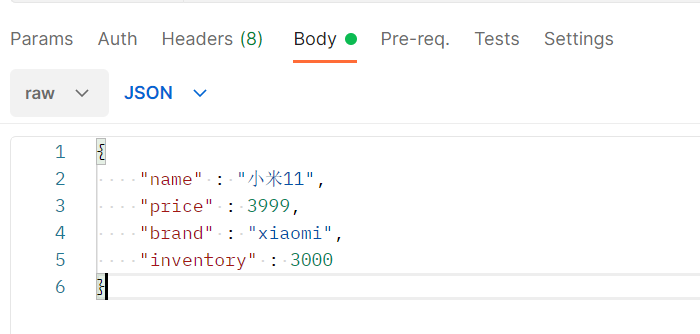 Params Auth Headers (8) Body Pre-req. Tests Settings
raw JSON
1 {
2 "name" : "小米11",
3 "price" : 3999,
4 "brand" : "xiaomi",
5 "inventory" : 3000
6 }